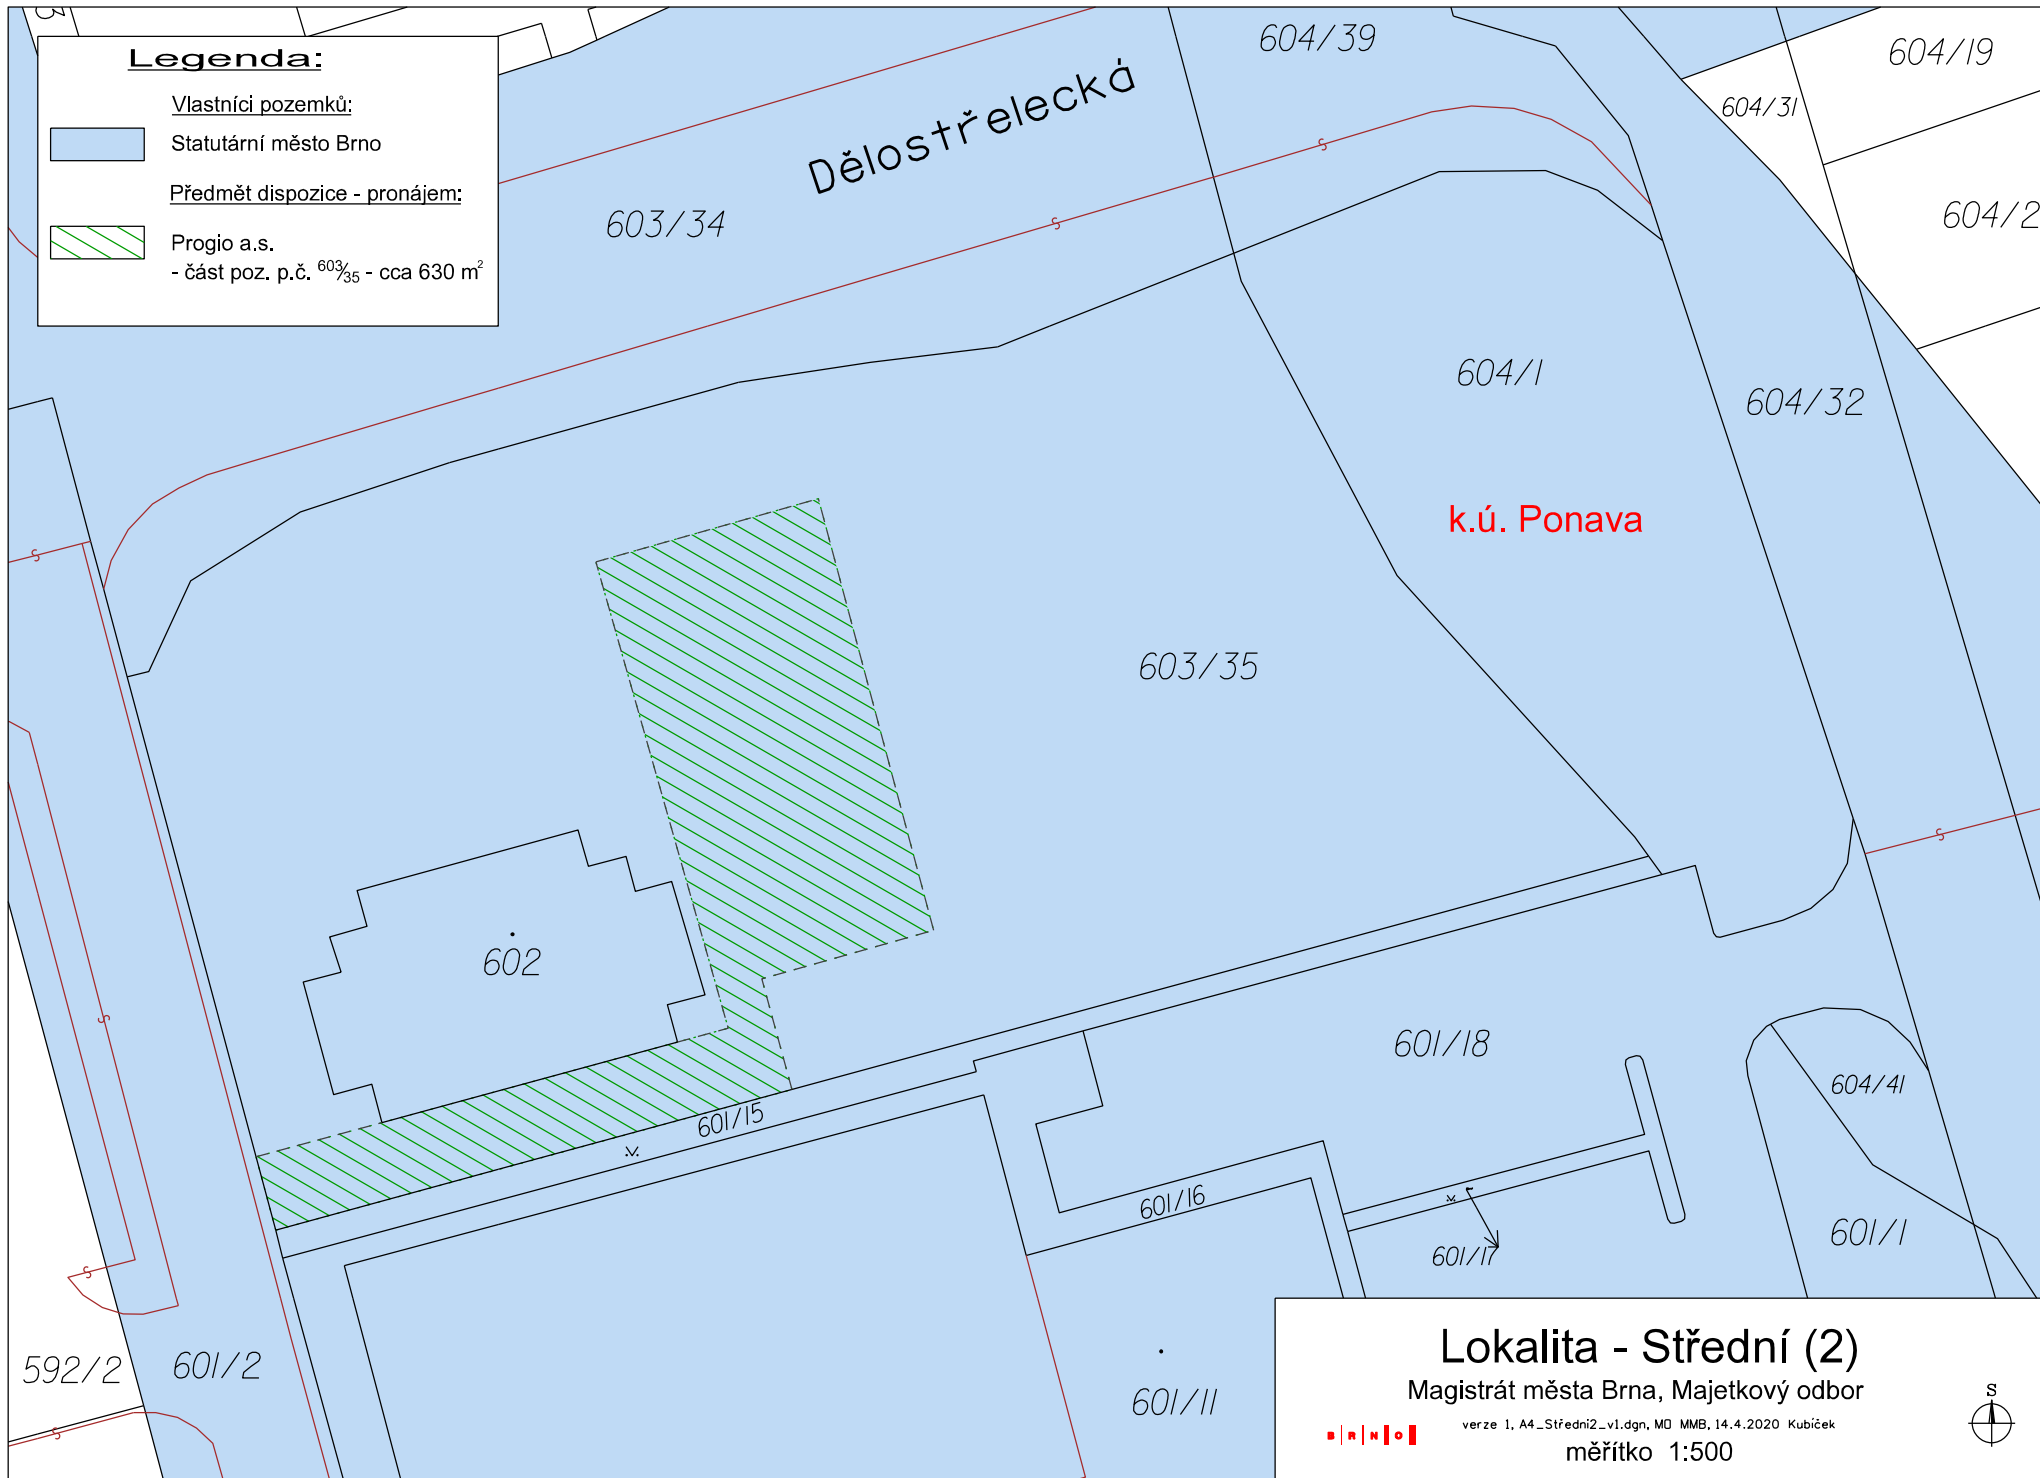 Legenda:
Vlastníci pozemků:
Statutární město Brno
Předmět dispozice - pronájem:
Progio a.s.
- část poz. p.č. 603/35 - cca 630 m²
3
Dělostřelecká
604/39
604/19
604/31
604/2
603/34
604/1
604/32
k.ú. Ponava
603/35
602
601/18
604/41
601/15
601/16
601/17
601/1
592/2
601/2
601/11
Lokalita - Střední (2)
Magistrát města Brna, Majetkový odbor
verze 1, A4_Středni2_v1.dgn, MO MMB, 14.4.2020 Kubíček
měřítko 1:500
BRNO
S